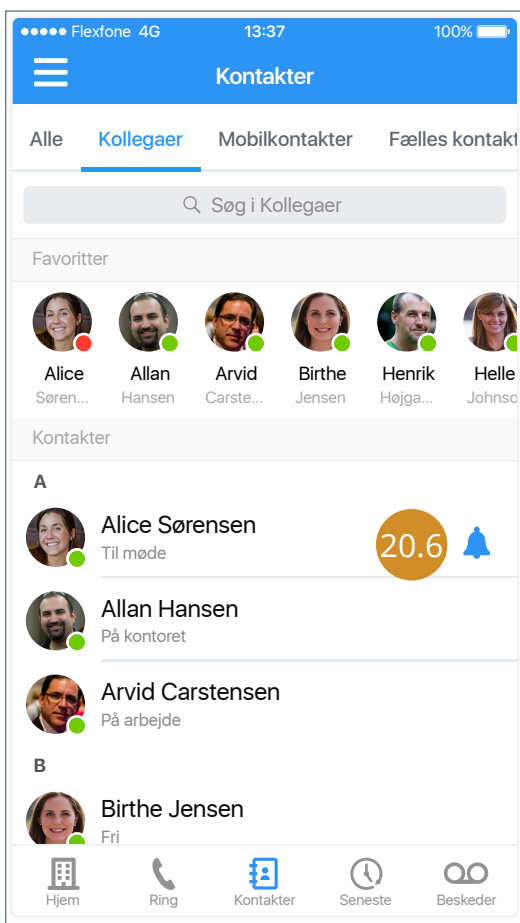 Flexfone 4G 13:37 100%
Kontakter
Alle Kollegaer Mobilkontakter Fælles kontakt
Søg i Kollegaer
Favoritter
Alice Allan Arvid Birthe Henrik Helle
Søren... Hansen Carste... Jensen Højga... Johnso
Kontakter
A
Alice Sørensen
Til møde
20.6
Allan Hansen
På kontoret
Arvid Carstensen
På arbejde
B
Birthe Jensen
Fri
Hjem Ring Kontakter Seneste Beskeder